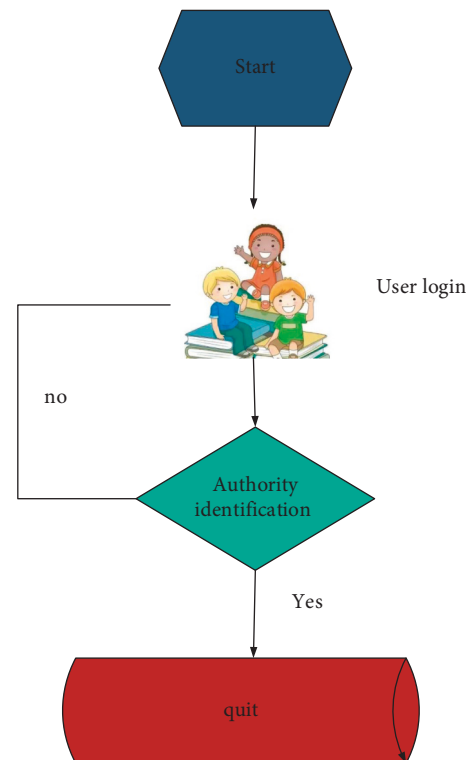 Start
User login
no
Authority
identification
Yes
quit